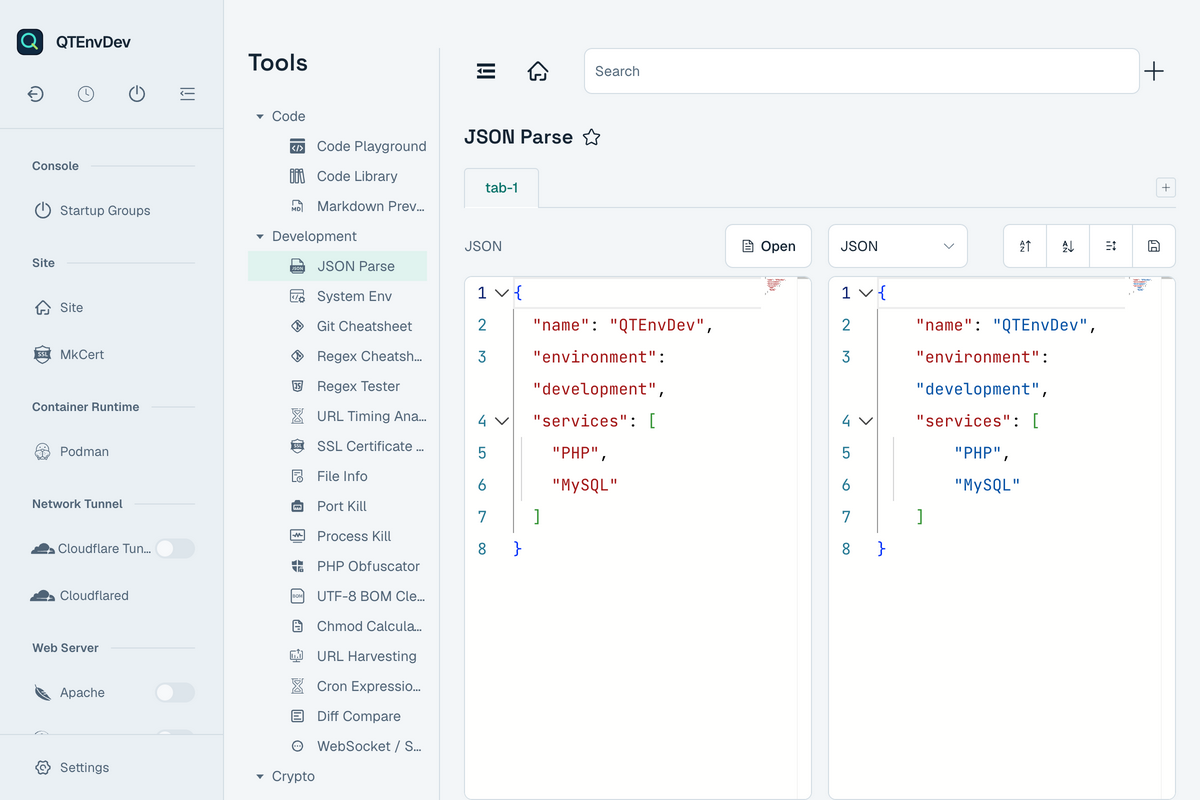 QTEnvDev
Console
Startup Groups
Site
Site
MkCert
Container Runtime
Podman
Network Tunnel
Cloudflare Tun...
Cloudflared
Web Server
Apache
Settings
Tools
Code
Code Playground
Code Library
Markdown Prev...
Development
JSON Parse
System Env
Git Cheatsheet
Regex Cheatsh...
Regex Tester
URL Timing Ana...
SSL Certificate ...
File Info
Port Kill
Process Kill
PHP Obfuscator
UTF-8 BOM Cle...
Chmod Calcula...
URL Harvesting
Cron Expressio...
Diff Compare
WebSocket / S...
Crypto
Search
JSON Parse
tab-1
JSON
Open
1 {
2 "name": "QTEnvDev",
3 "environment":
"development",
4 "services": [
5 "PHP",
6 "MySQL"
7 ]
8 }
JSON
1 {
2 "name": "QTEnvDev",
3 "environment":
"development",
4 "services": [
5 "PHP",
6 "MySQL"
7 ]
8 }